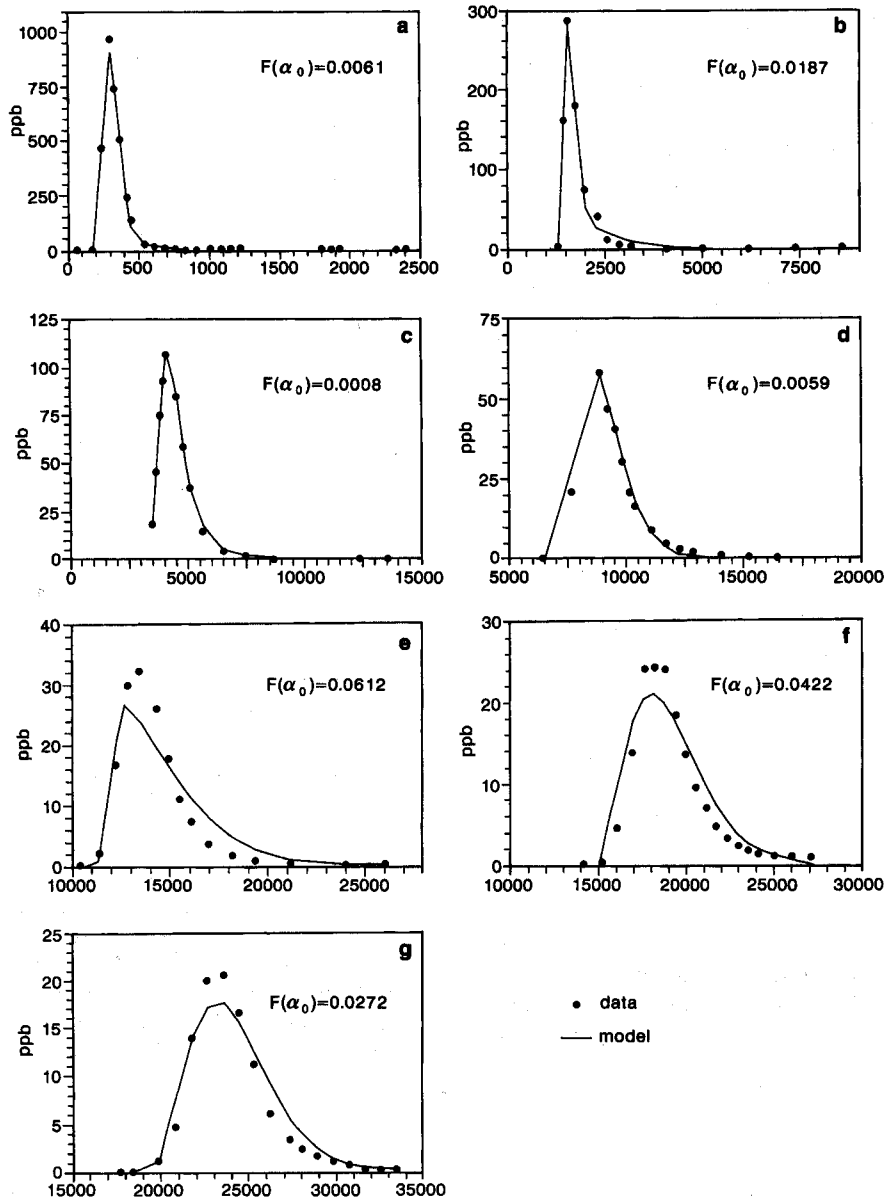 a
F(α₀)=0.0061
ppb
1000
750
500
250
0
0 500 1000 1500 2000 2500
b
F(α₀)=0.0187
ppb
300
200
100
0
0 2500 5000 7500
c
F(α₀)=0.0008
ppb
125
100
75
50
25
0
0 5000 10000 15000
d
F(α₀)=0.0059
ppb
75
50
25
0
5000 10000 15000 20000
e
F(α₀)=0.0612
ppb
40
30
20
10
0
10000 15000 20000 25000
f
F(α₀)=0.0422
ppb
30
20
10
0
10000 15000 20000 25000 30000
g
F(α₀)=0.0272
ppb
25
20
15
10
5
0
15000 20000 25000 30000 35000
data
model